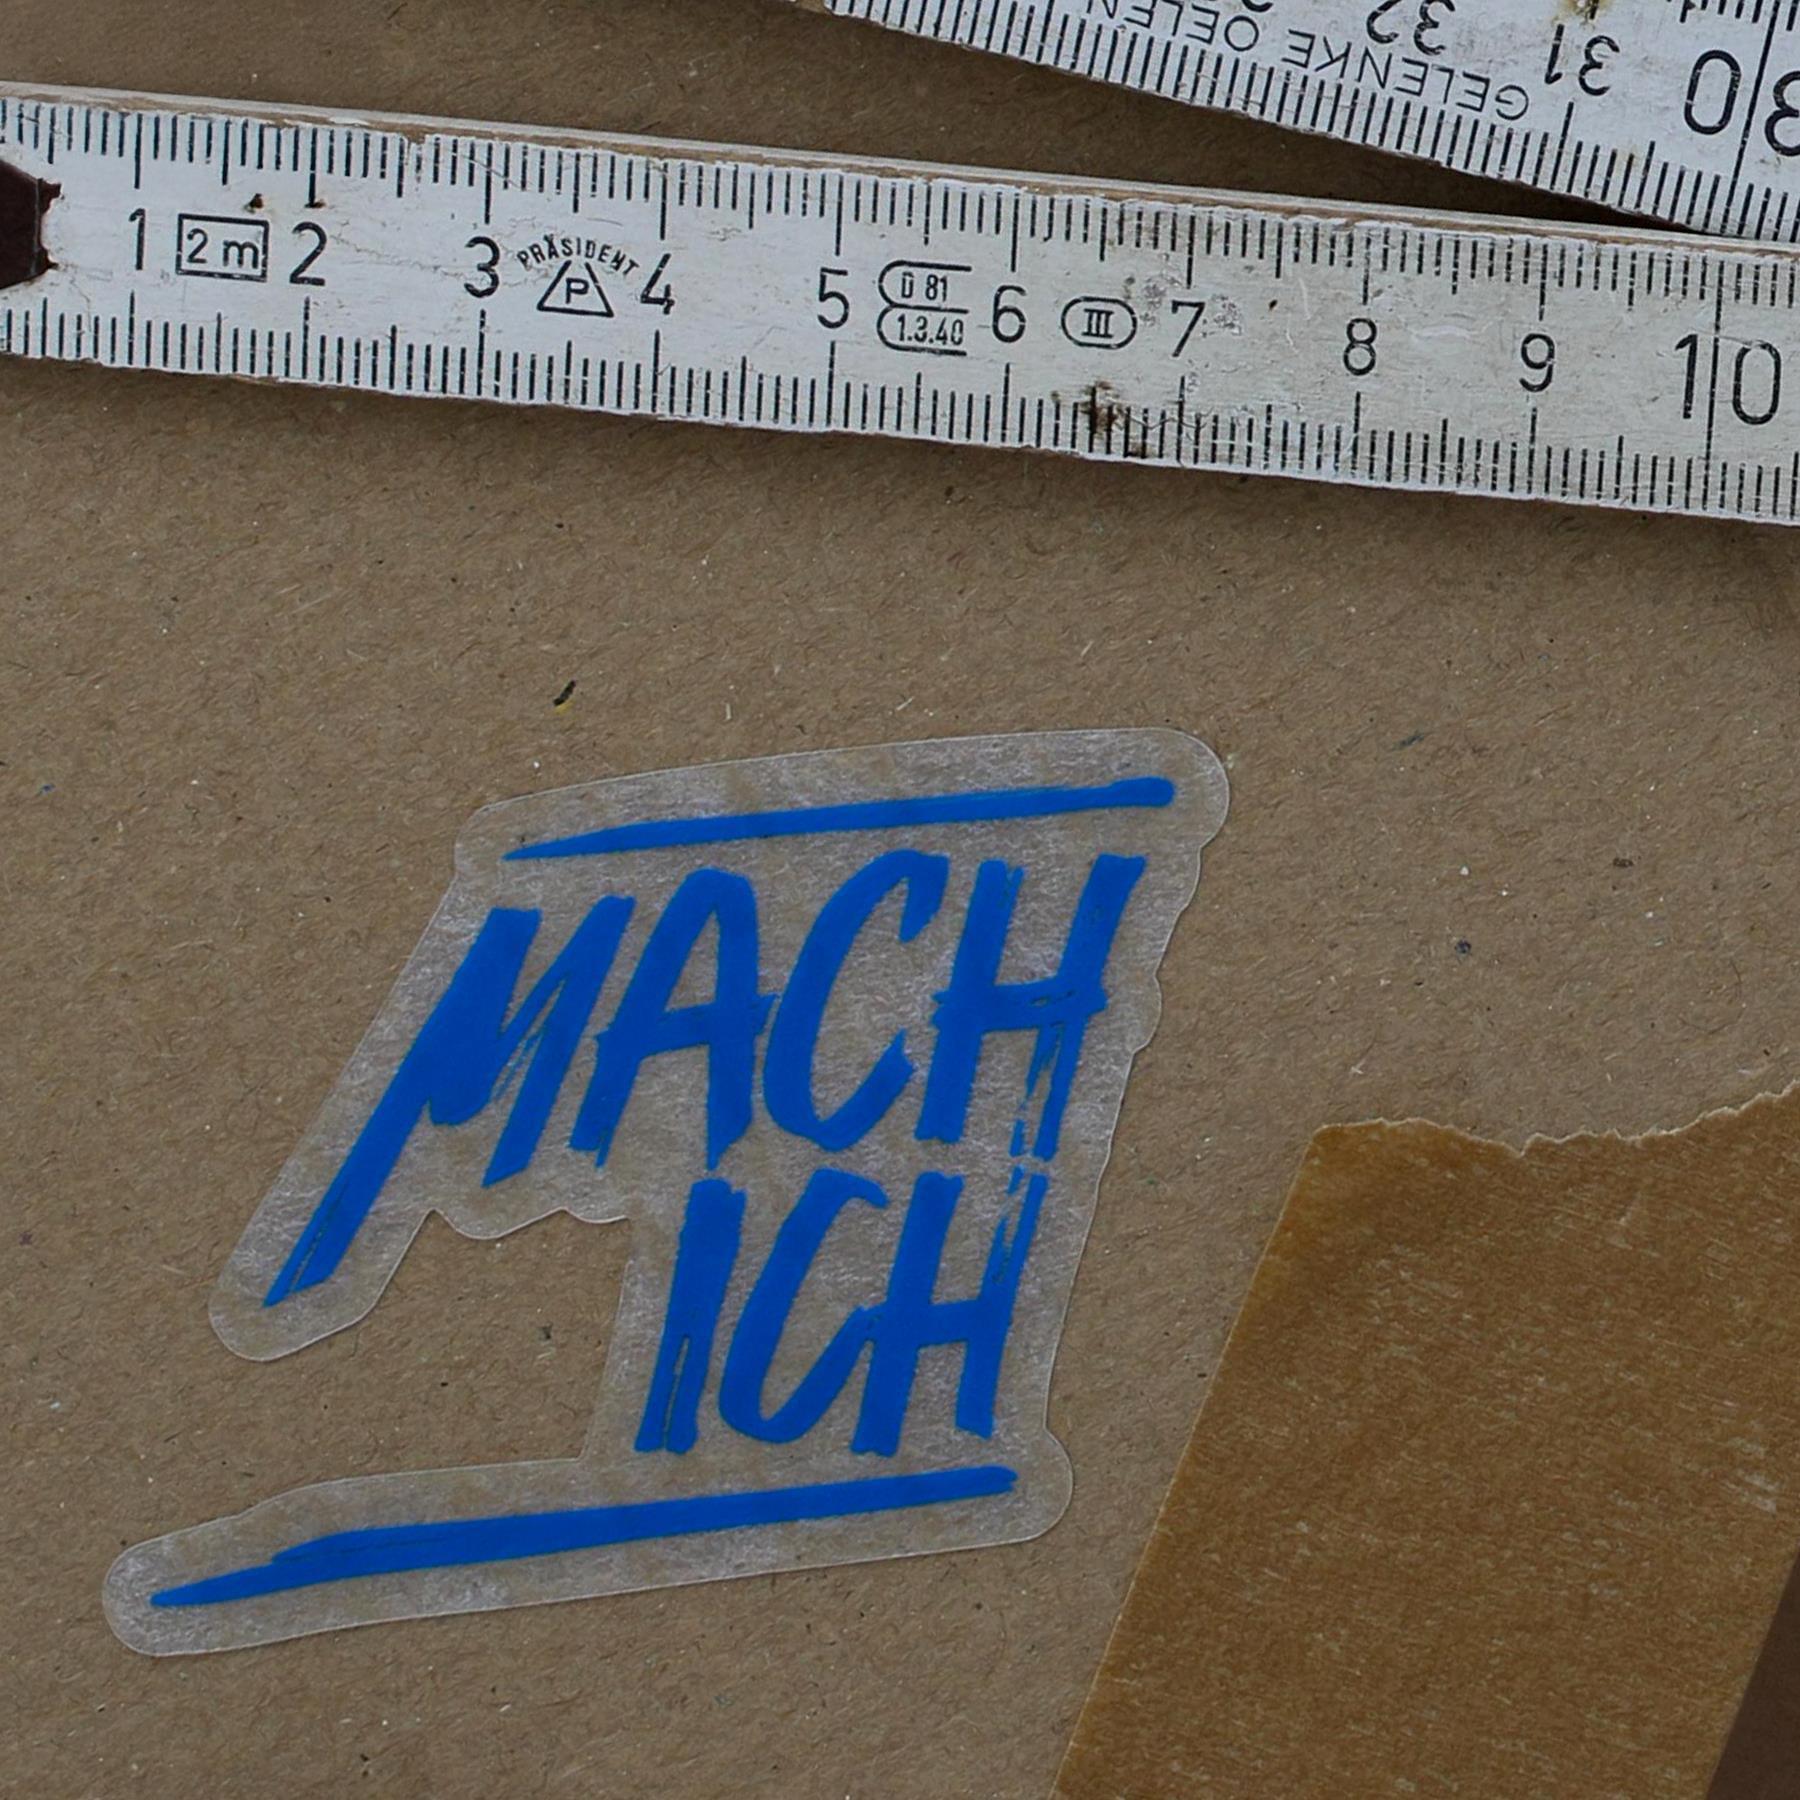 GELENKE OELEN
32 31 30
1 2 m 2 3 PRÄSIDENT P 4 5 D 81 6 III 7 8 9 10
1.3.40
MACH
ICH